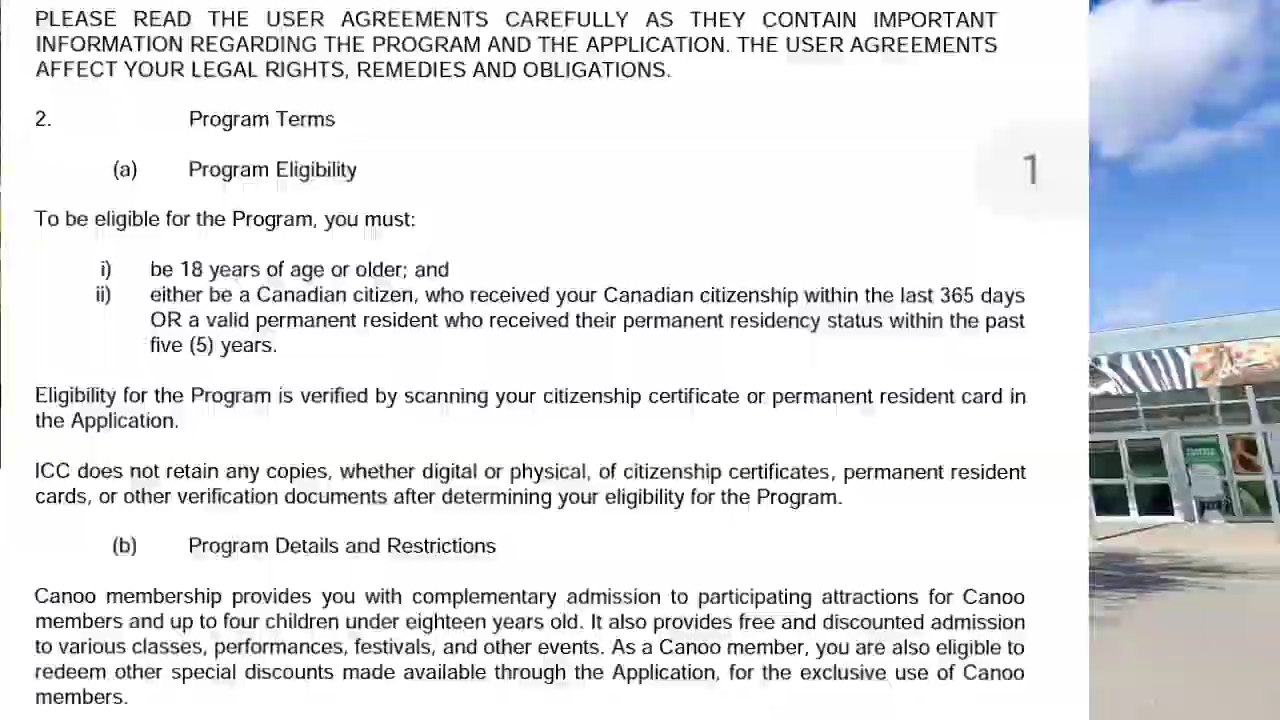 PLEASE READ THE USER AGREEMENTS CAREFULLY AS THEY CONTAIN IMPORTANT
INFORMATION REGARDING THE PROGRAM AND THE APPLICATION. THE USER AGREEMENTS
AFFECT YOUR LEGAL RIGHTS, REMEDIES AND OBLIGATIONS.
2. Program Terms
(a) Program Eligibility
1
To be eligible for the Program, you must:
i) be 18 years of age or older; and
ii) either be a Canadian citizen, who received your Canadian citizenship within the last 365 days
OR a valid permanent resident who received their permanent residency status within the past
five (5) years.
Eligibility for the Program is verified by scanning your citizenship certificate or permanent resident card in
the Application.
ICC does not retain any copies, whether digital or physical, of citizenship certificates, permanent resident
cards, or other verification documents after determining your eligibility for the Program.
(b) Program Details and Restrictions
Canoo membership provides you with complementary admission to participating attractions for Canoo
members and up to four children under eighteen years old. It also provides free and discounted admission
to various classes, performances, festivals, and other events. As a Canoo member, you are also eligible to
redeem other special discounts made available through the Application, for the exclusive use of Canoo
members.